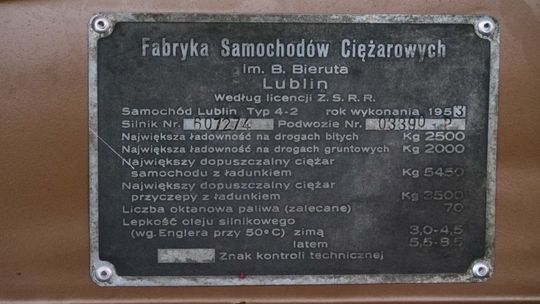 Fabryka Samochodów Ciężarowych
im. B. Bieruta
Lublin
Według licencji Z.S.R.R.
Samochód Lublin Typ 4-2 rok wykonania 1953
Silnik Nr. 607274 Podwozie Nr.
Największa ładowność na drogach bitych Kg 2500
Największa ładowność na drogach gruntowych Kg 2000
Największy dopuszczalny ciężar
samochodu z ładunkiem Kg 5450
Największy dopuszczalny ciężar
przyczepy z ładunkiem Kg 3500
Liczba oktanowa paliwa (zalecane) 70
Lepkość oleju silnikowego
(wg. Englera przy 50°C) zimą 3,0-4,5
latem 5,5-8,5
Znak kontroli technicznej